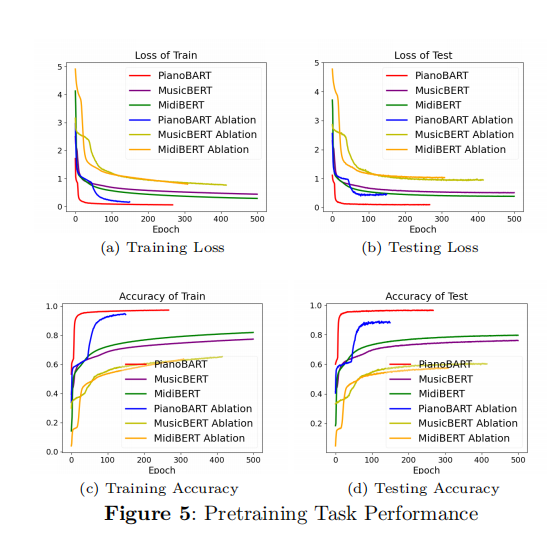 Loss of Train
5
4
3
2
1
0
PianoBART
MusicBERT
MidiBERT
PianoBART Ablation
MusicBERT Ablation
MidiBERT Ablation
0 100 200 300 400 500
Epoch
(a) Training Loss
Loss of Test
5
4
3
2
1
0
PianoBART
MusicBERT
MidiBERT
PianoBART Ablation
MusicBERT Ablation
MidiBERT Ablation
0 100 200 300 400 500
Epoch
(b) Testing Loss
Accuracy of Train
1.0
0.8
0.6
0.4
0.2
0.0
PianoBART
MusicBERT
MidiBERT
PianoBART Ablation
MusicBERT Ablation
MidiBERT Ablation
0 100 200 300 400 500
Epoch
(c) Training Accuracy
Accuracy of Test
1.0
0.8
0.6
0.4
0.2
PianoBART
MusicBERT
MidiBERT
PianoBART Ablation
MusicBERT Ablation
MidiBERT Ablation
0 100 200 300 400 500
Epoch
(d) Testing Accuracy
Figure 5: Pretraining Task Performance